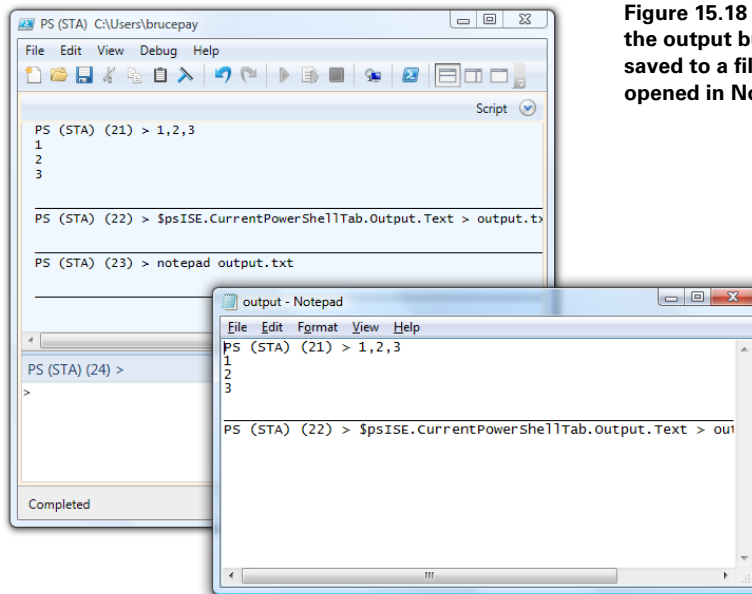 PS (STA) C:\Users\brucepay
File Edit View Debug Help
Script
PS (STA) (21) > 1,2,3
1
2
3
PS (STA) (22) > $psISE.CurrentPowerShellTab.Output.Text > output.tx
PS (STA) (23) > notepad output.txt
PS (STA) (24) >
>
Completed
output - Notepad
File Edit Format View Help
PS (STA) (21) > 1,2,3
1
2
3
PS (STA) (22) > $psISE.CurrentPowerShellTab.Output.Text > out
Figure 15.18
the output bu
saved to a fil
opened in No